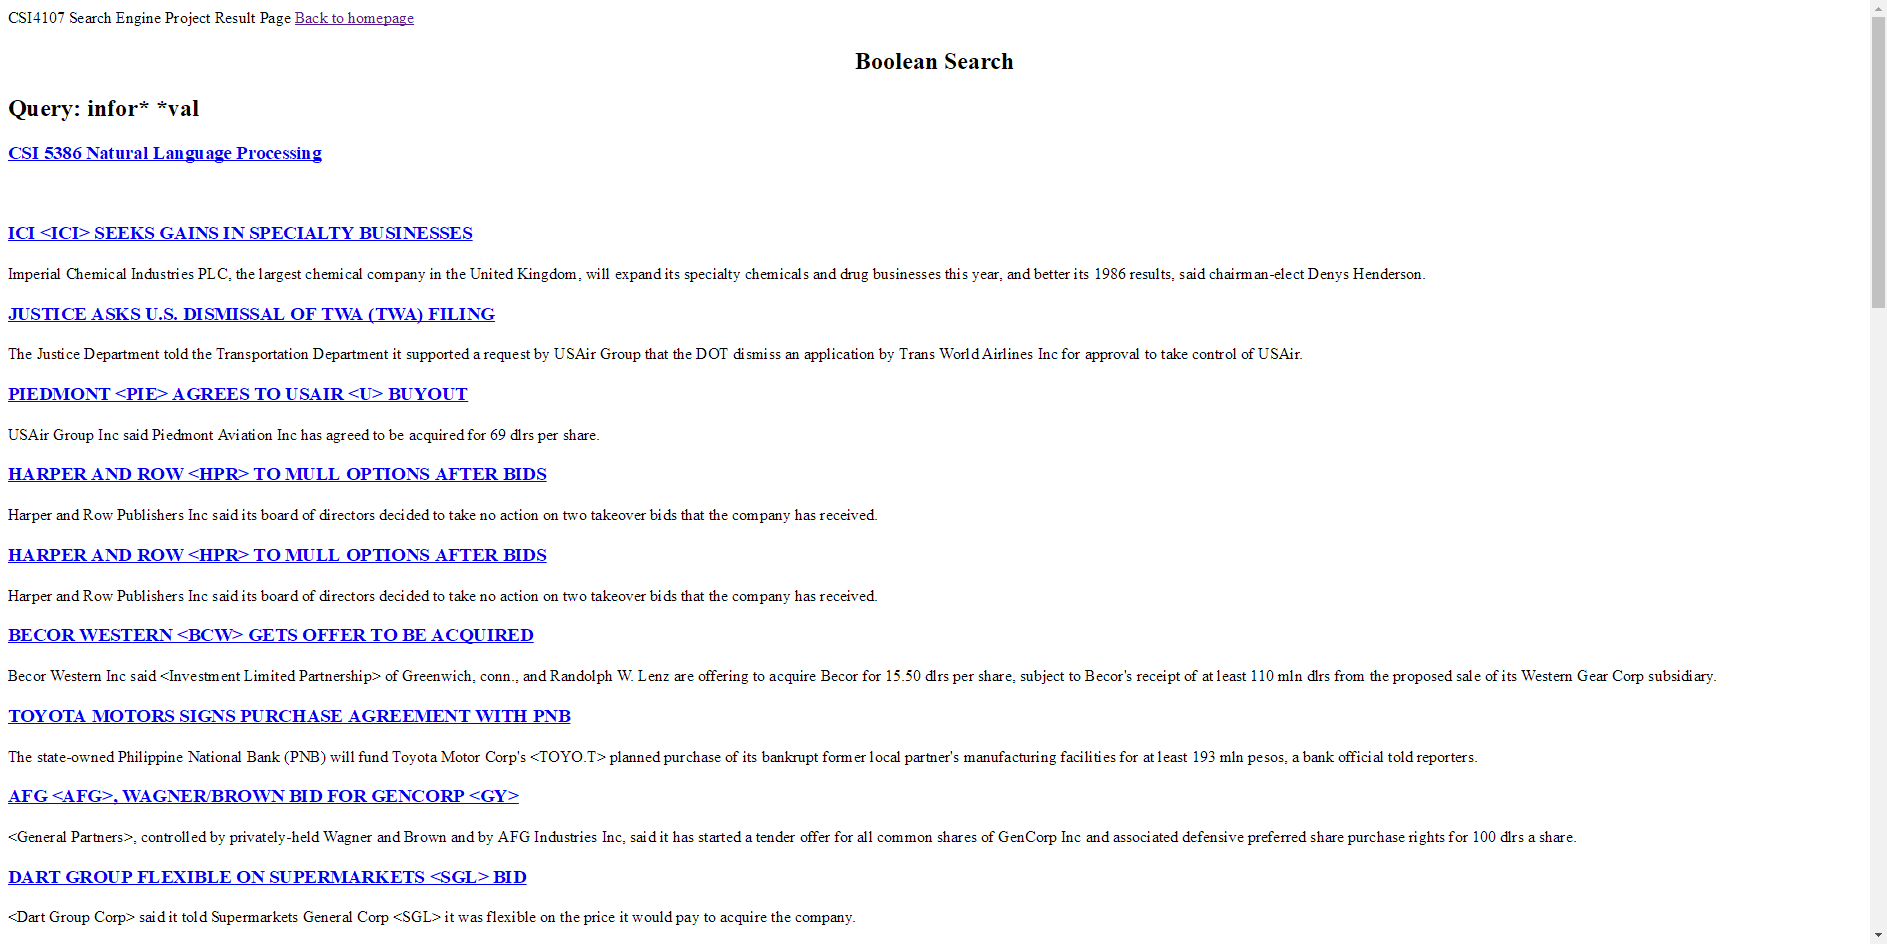 CSI4107 Search Engine Project Result Page Back to homepage
Boolean Search
Query: infor* *val
CSI 5386 Natural Language Processing
ICI <ICI> SEEKS GAINS IN SPECIALTY BUSINESSES
Imperial Chemical Industries PLC, the largest chemical company in the United Kingdom, will expand its specialty chemicals and drug businesses this year, and better its 1986 results, said chairman-elect Denys Henderson.
JUSTICE ASKS U.S. DISMISSAL OF TWA (TWA) FILING
The Justice Department told the Transportation Department it supported a request by USAir Group that the DOT dismiss an application by Trans World Airlines Inc for approval to take control of USAir.
PIEDMONT <PIE> AGREES TO USAIR <U> BUYOUT
USAir Group Inc said Piedmont Aviation Inc has agreed to be acquired for 69 dlrs per share.
HARPER AND ROW <HPR> TO MULL OPTIONS AFTER BIDS
Harper and Row Publishers Inc said its board of directors decided to take no action on two takeover bids that the company has received.
HARPER AND ROW <HPR> TO MULL OPTIONS AFTER BIDS
Harper and Row Publishers Inc said its board of directors decided to take no action on two takeover bids that the company has received.
BECOR WESTERN <BCW> GETS OFFER TO BE ACQUIRED
Becor Western Inc said <Investment Limited Partnership> of Greenwich, conn., and Randolph W. Lenz are offering to acquire Becor for 15.50 dlrs per share, subject to Becor's receipt of at least 110 mln dlrs from the proposed sale of its Western Gear Corp subsidiary.
TOYOTA MOTORS SIGNS PURCHASE AGREEMENT WITH PNB
The state-owned Philippine National Bank (PNB) will fund Toyota Motor Corp's <TOYO.T> planned purchase of its bankrupt former local partner's manufacturing facilities for at least 193 mln pesos, a bank official told reporters.
AFG <AFG>, WAGNER/BROWN BID FOR GENCORP <GY>
<General Partners>, controlled by privately-held Wagner and Brown and by AFG Industries Inc, said it has started a tender offer for all common shares of GenCorp Inc and associated defensive preferred share purchase rights for 100 dlrs a share.
DART GROUP FLEXIBLE ON SUPERMARKETS <SGL> BID
<Dart Group Corp> said it told Supermarkets General Corp <SGL> it was flexible on the price it would pay to acquire the company.